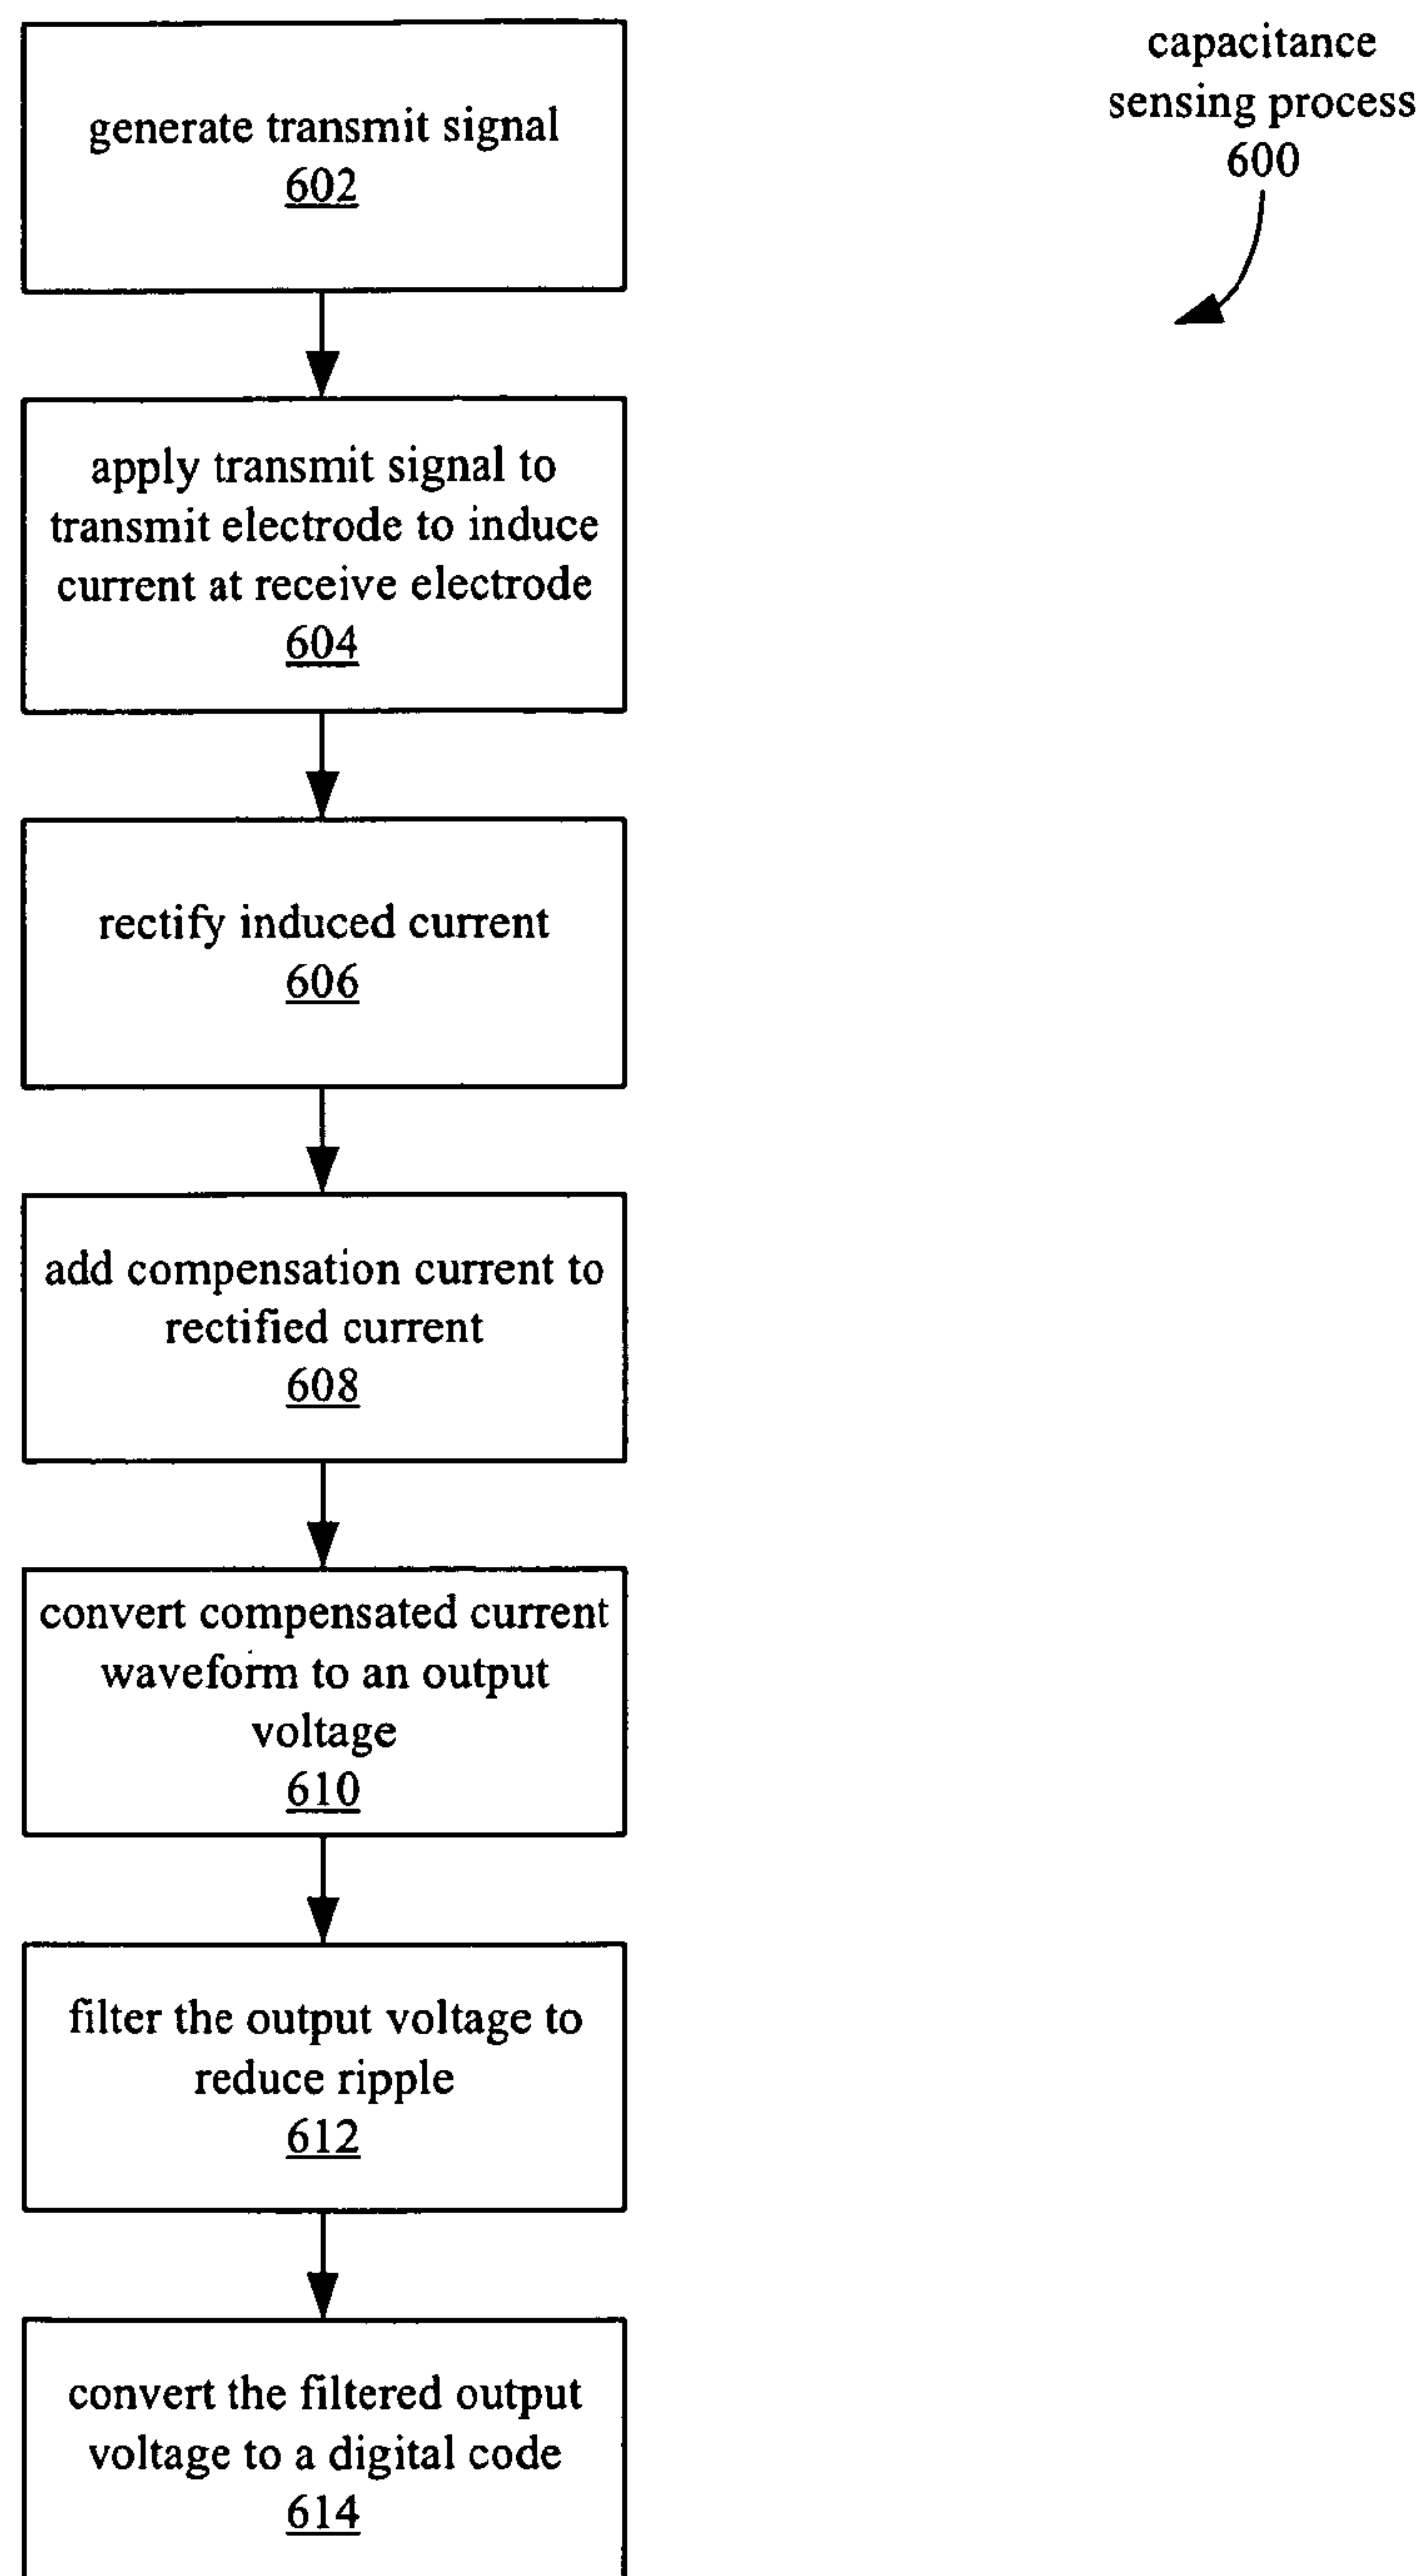 capacitance
sensing process
600
generate transmit signal
602
apply transmit signal to
transmit electrode to induce
current at receive electrode
604
rectify induced current
606
add compensation current to
rectified current
608
convert compensated current
waveform to an output
voltage
610
filter the output voltage to
reduce ripple
612
convert the filtered output
voltage to a digital code
614